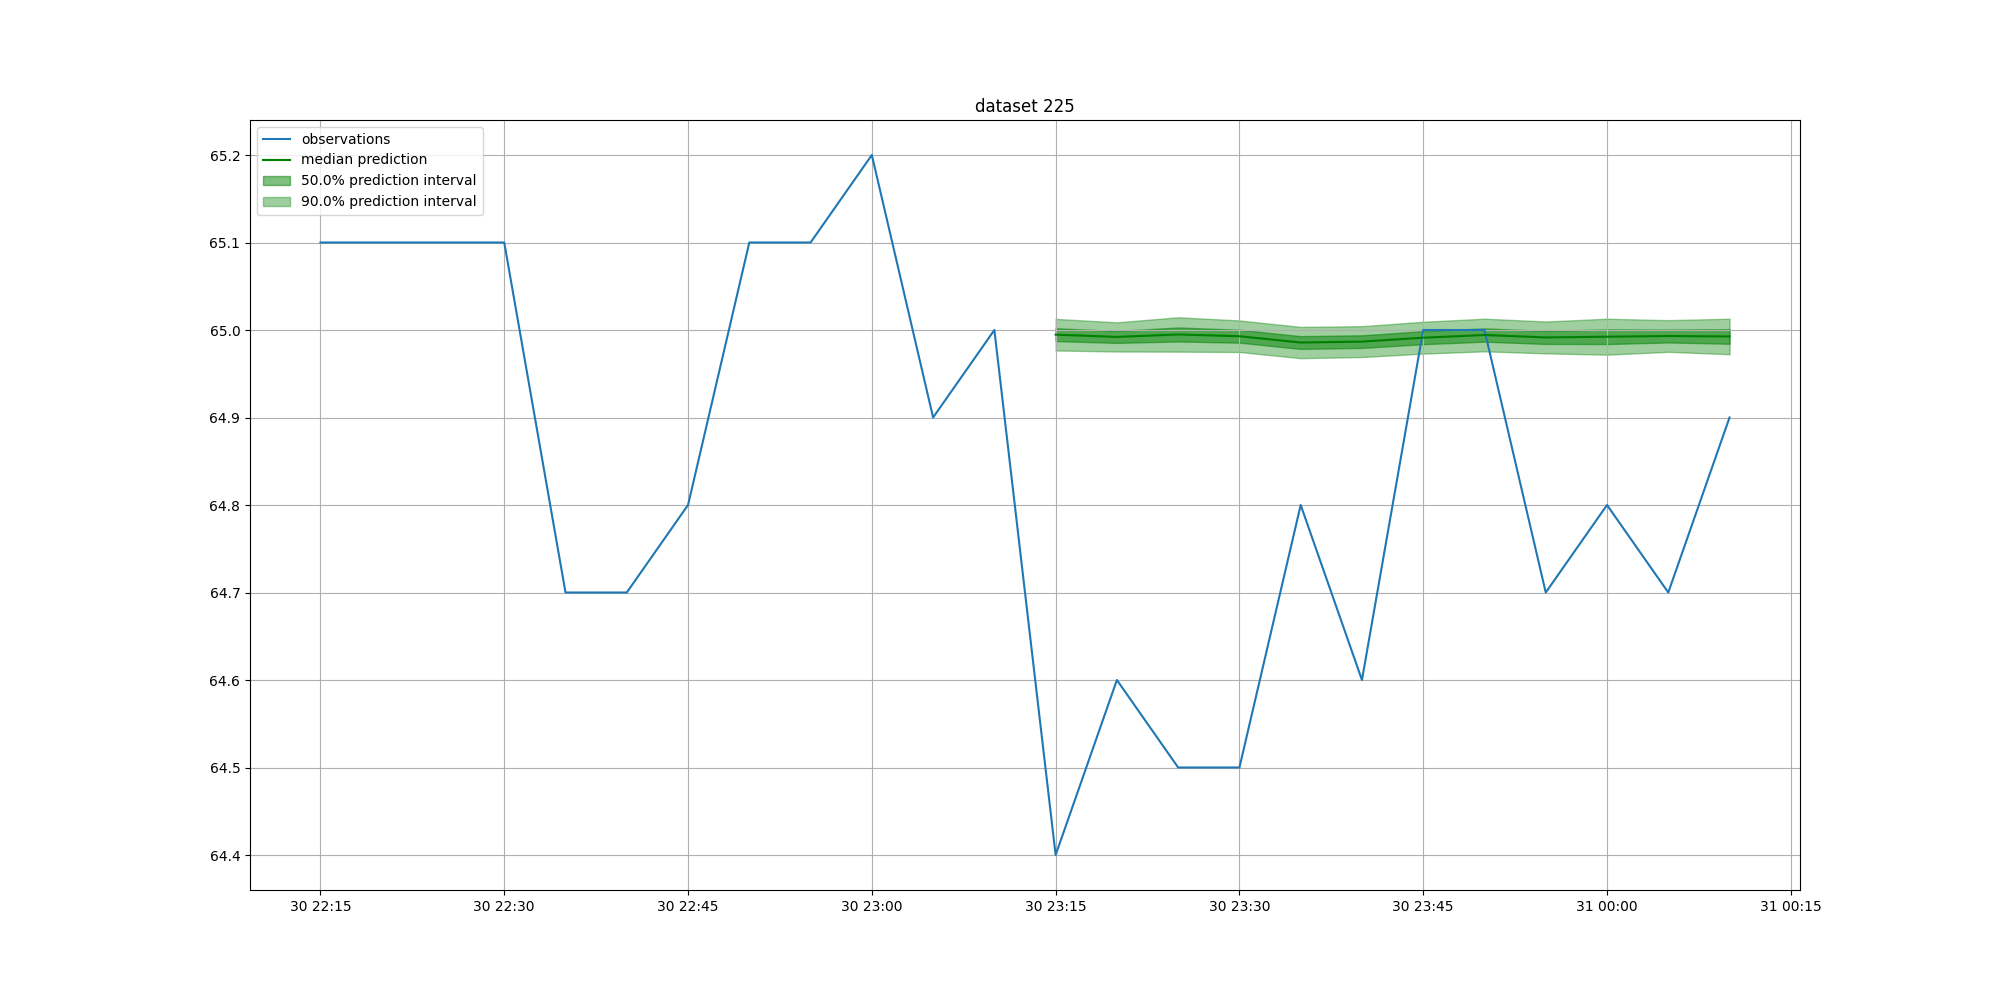 dataset 225
observations
median prediction
50.0% prediction interval
90.0% prediction interval
65.2
65.1
65.0
64.9
64.8
64.7
64.6
64.5
64.4
30 22:15 30 22:30 30 22:45 30 23:00 30 23:15 30 23:30 30 23:45 31 00:00 31 00:15